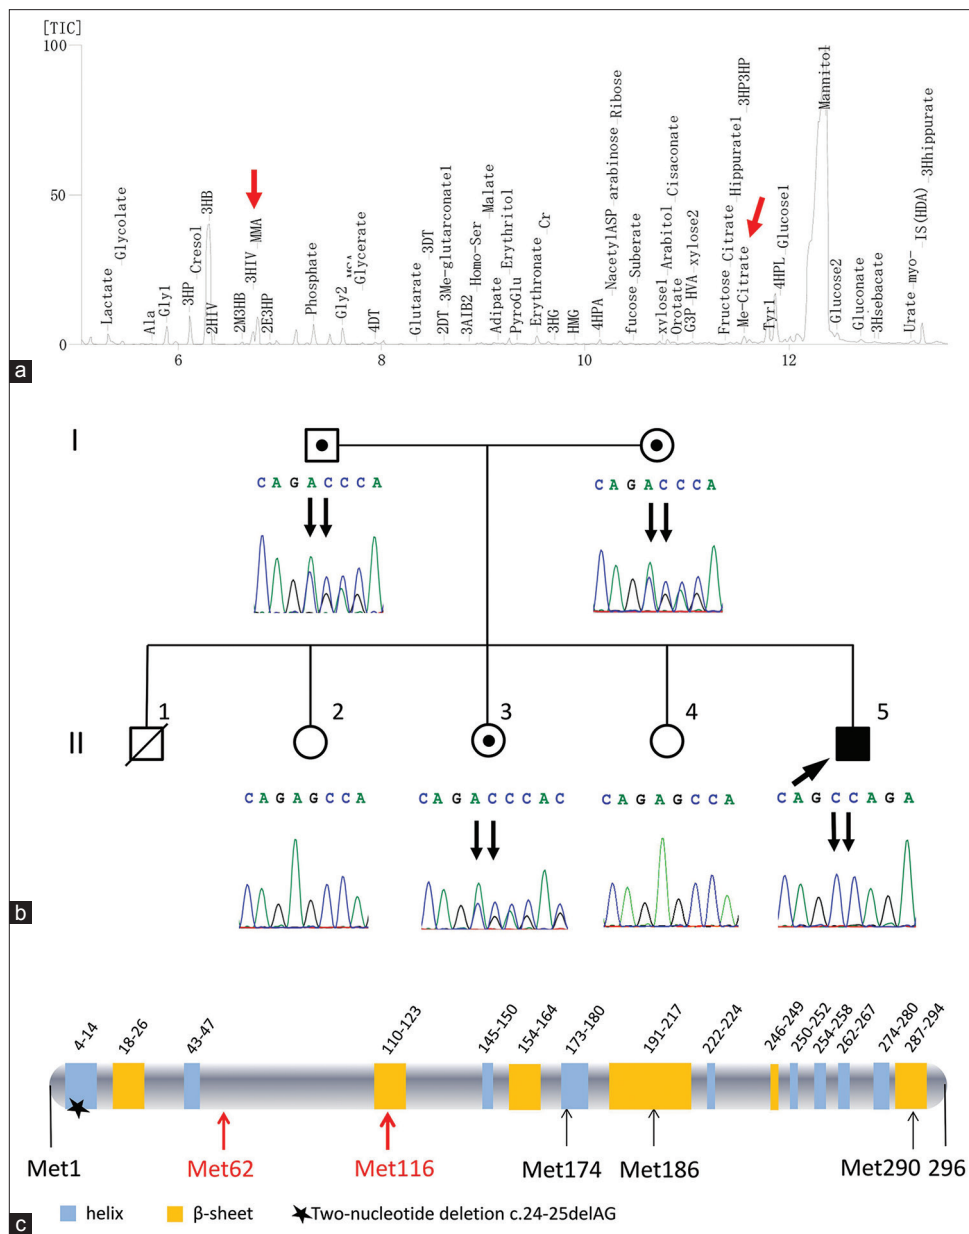 [TIC]
100
50
0
6
8
10
12
Lactate
Glycolate
Ala
Gly1
3HP
Cresol
3HB
2HIV
2M3HB
3HIV
MMA
2E3HP
Phosphate
Gly2
Glycerate
4DT
Glutarate
3DT
2DT
3Me-glutarconate1
3AIB2
Homo-Ser
Malate
Adipate
Erythritol
PyroGlu
Erythronate
Cr
3HG
HMG
4HPA
NacetylASP
arabinose
Ribose
fucose
Suberate
xylose1
Arabitol
Cisaconate
Orotate
G3P
HVA
xylose2
Fructose
Citrate
Hippurate1
Me-Citrate
3HP3HP
Tyr1
4HPL
Glucose1
Mannitol
Glucose2
Gluconate
3Hsebacate
Urate
myo-
IS(HDA)
3Hhippurate
a
I
C A G A C C C A
C A G A C C C A
II
1
2
3
4
5
C A G A G C C A
C A G A C C C A C
C A G A G C C A
C A G C C A G A
b
4-14
18-26
43-47
110-123
145-150
154-164
173-180
191-217
222-224
246-249
250-252
254-258
262-267
274-280
287-294
Met1
Met62
Met116
Met174
Met186
Met290
296
helix
β-sheet
Two-nucleotide deletion c.24-25delAG
c